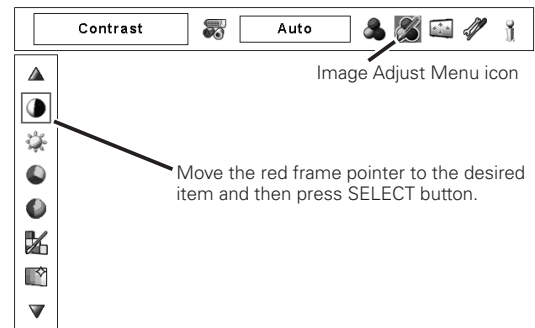 Contrast
Auto
Image Adjust Menu icon
Move the red frame pointer to the desired
item and then press SELECT button.